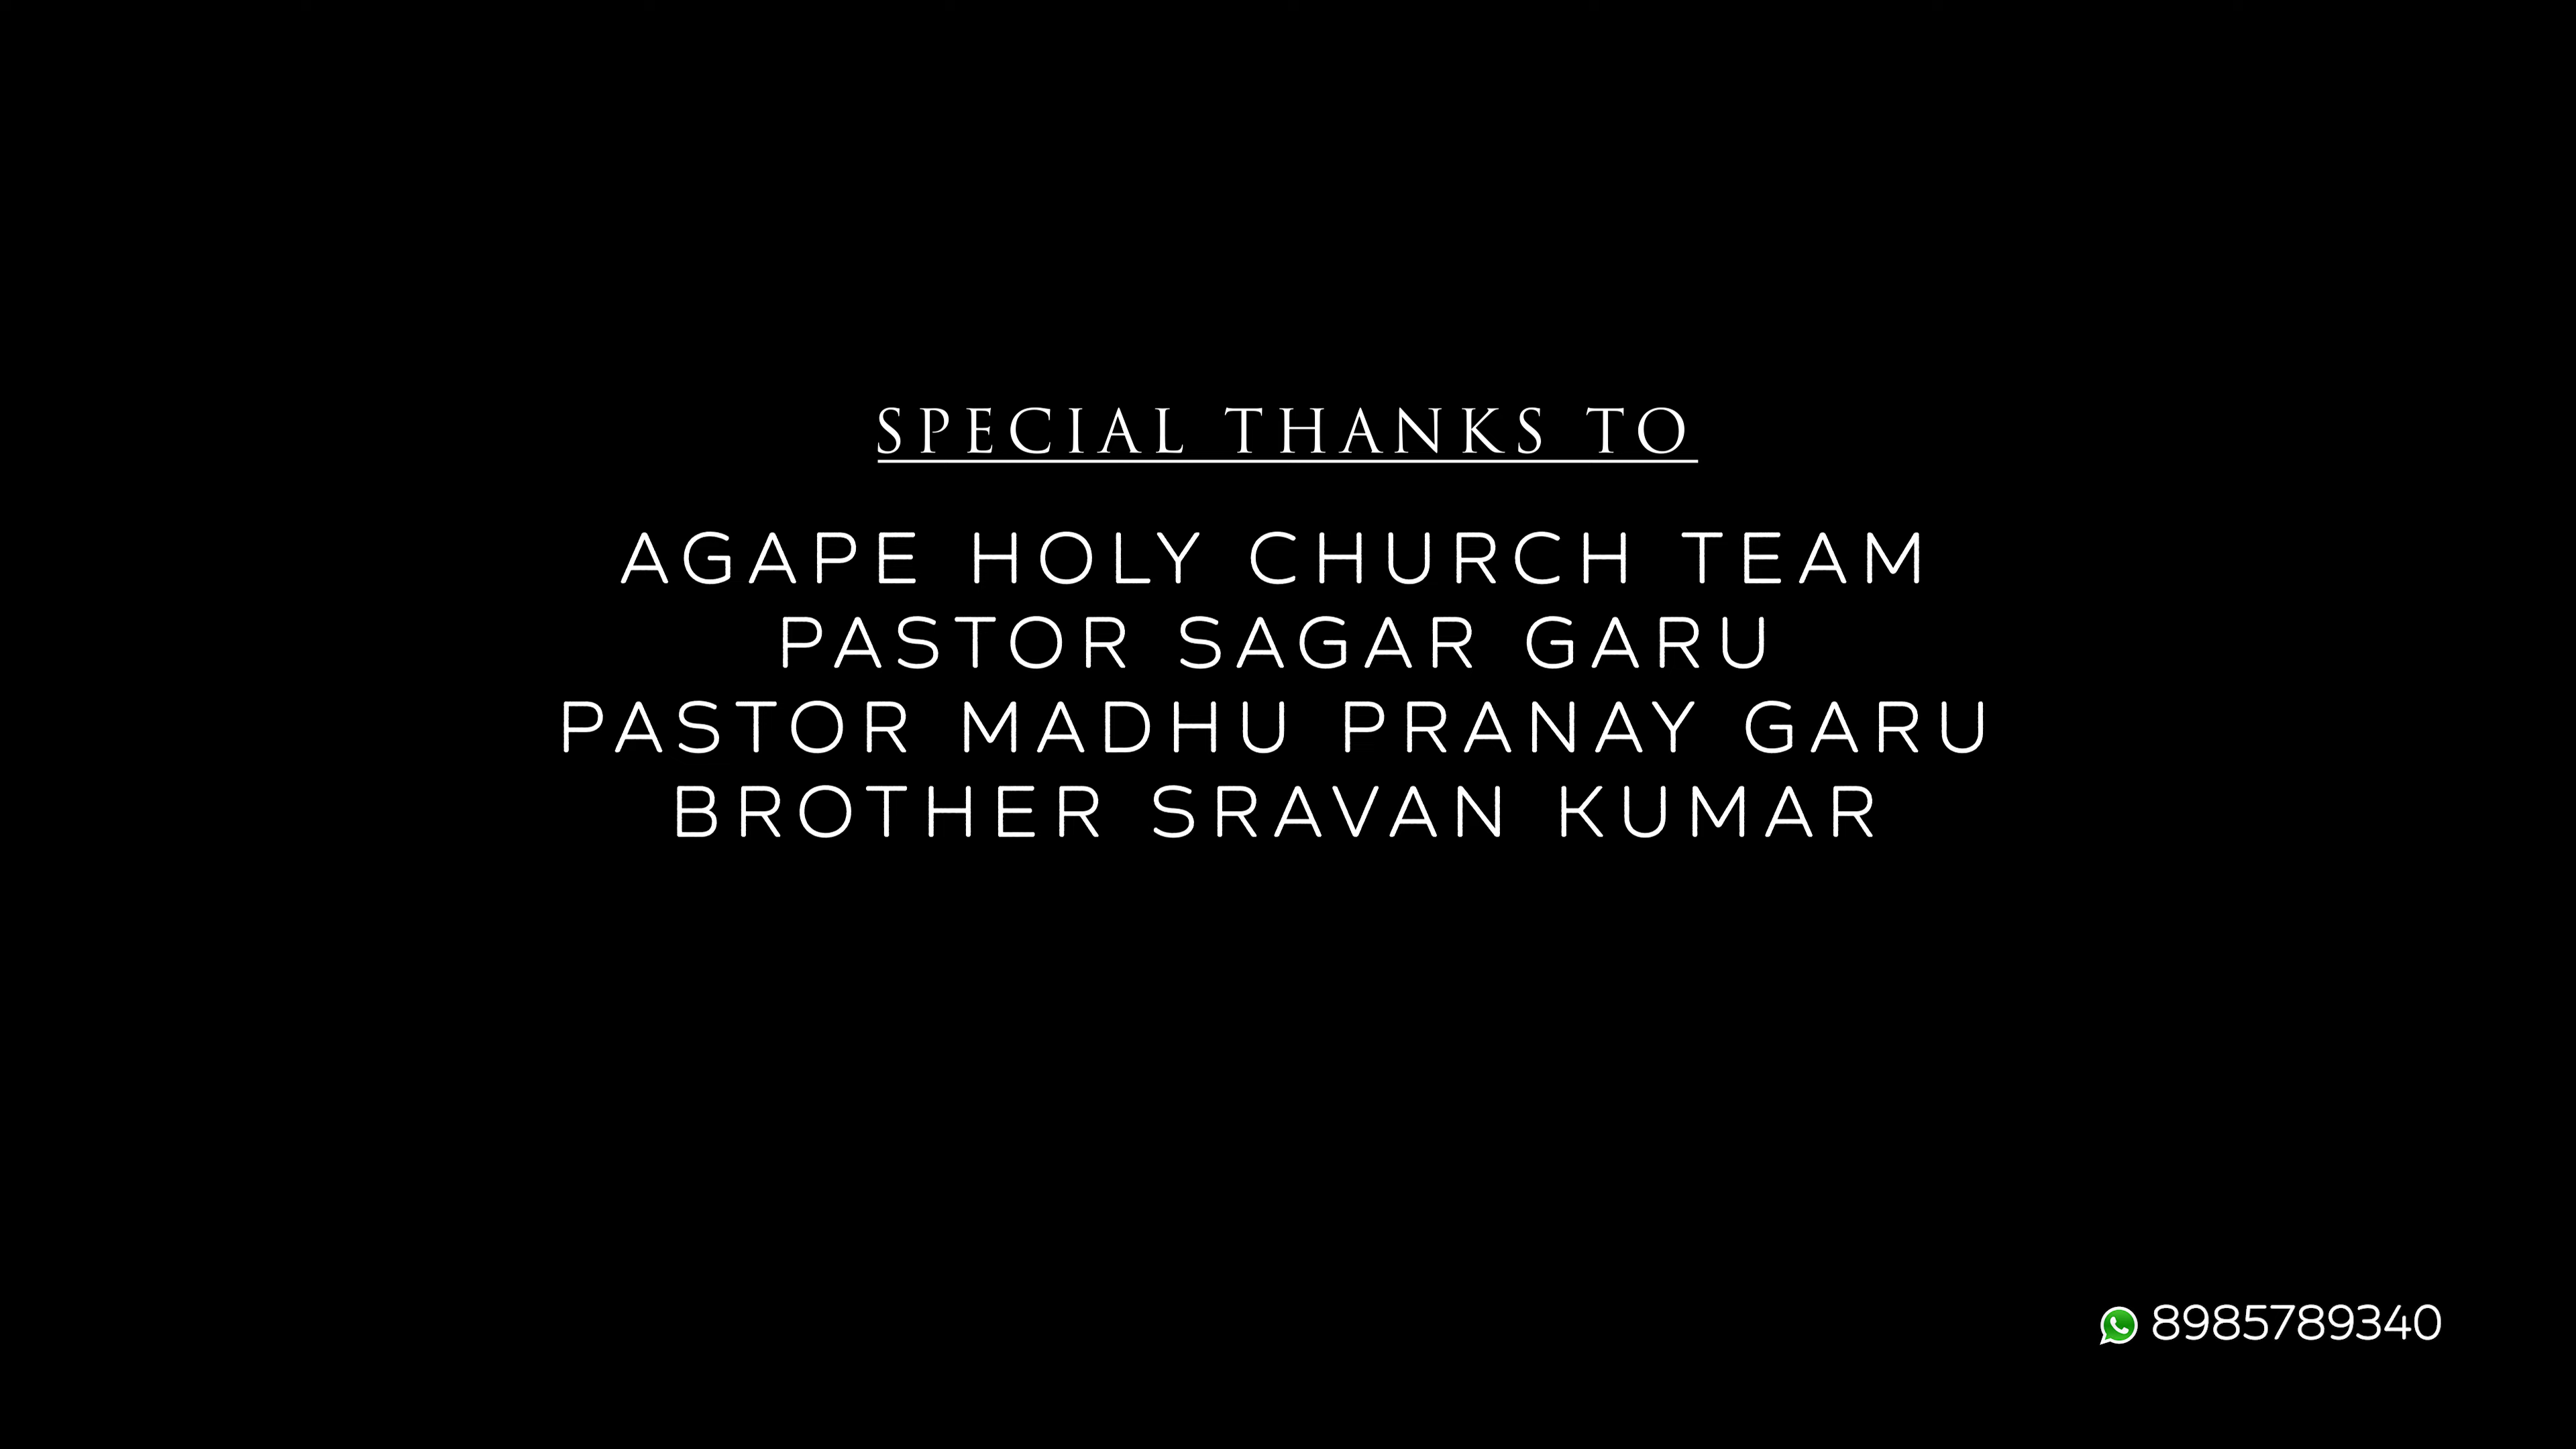 SPECIAL THANKS TO
AGAPE HOLY CHURCH TEAM
PASTOR SAGAR GARU
PASTOR MADHU PRANAY GARU
BROTHER SRAVAN KUMAR
8985789340